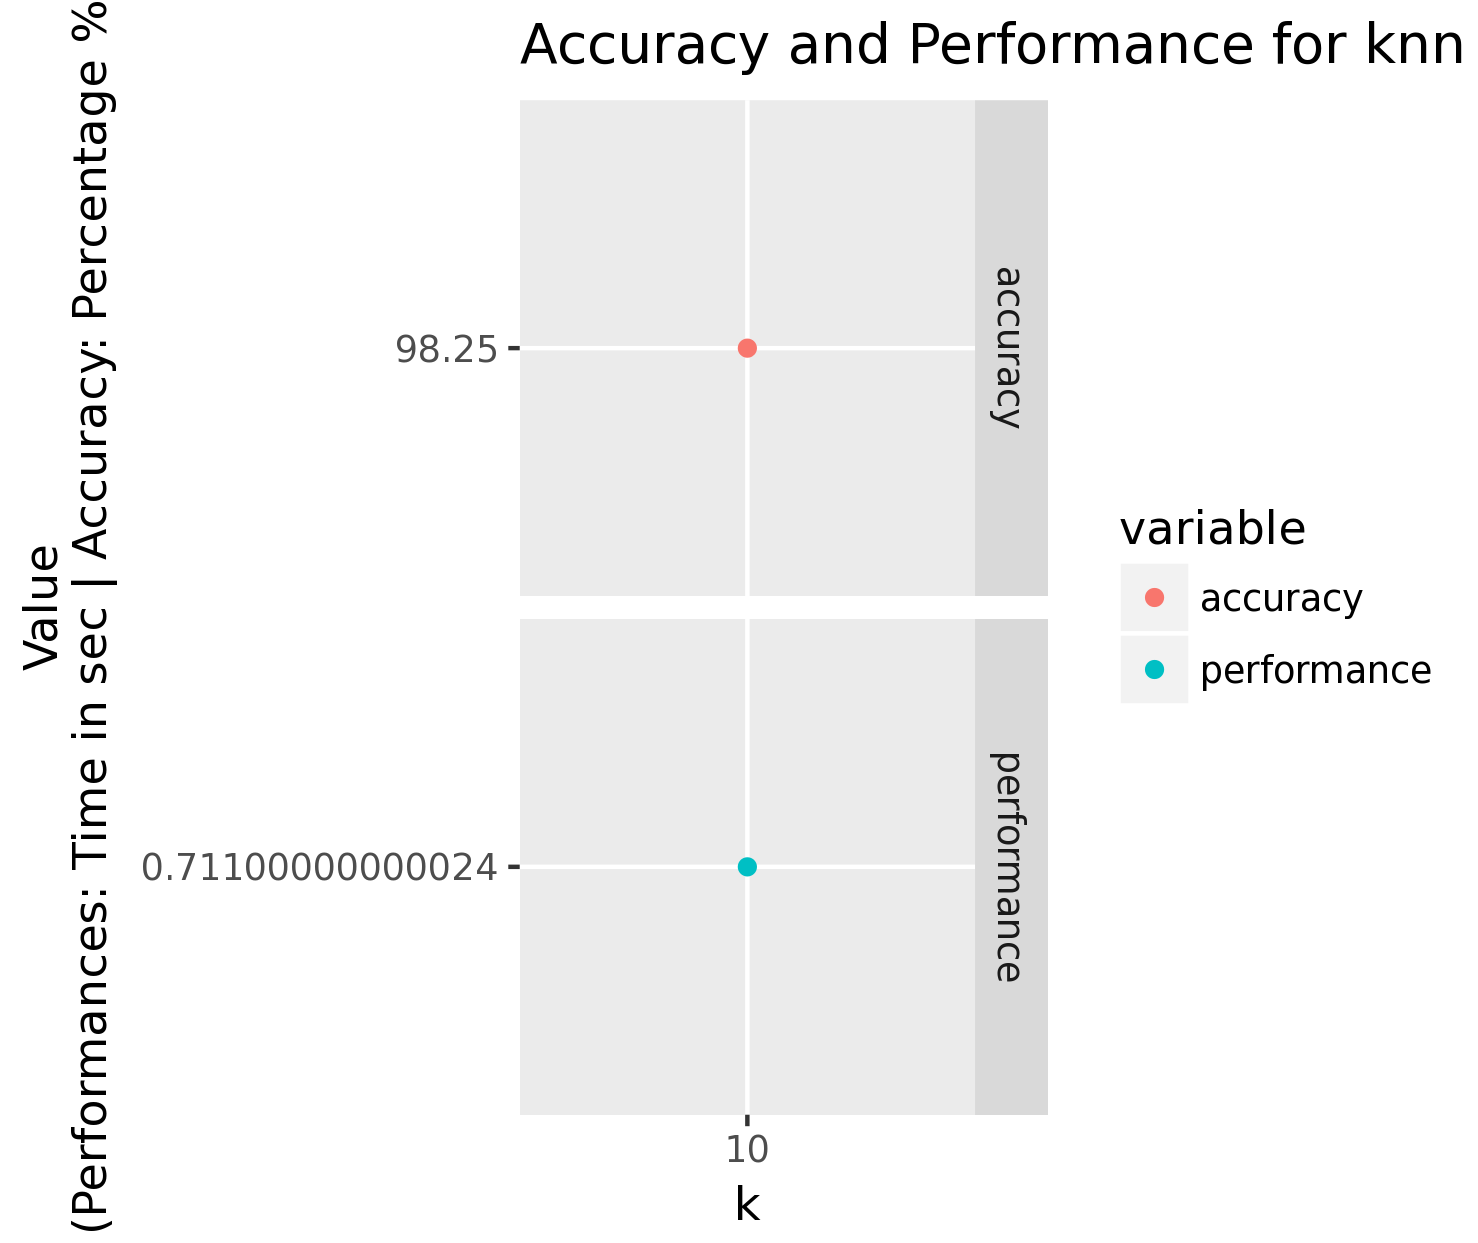 Accuracy and Performance for knn
Value
(Performances: Time in sec | Accuracy: Percentage %
98.25
accuracy
0.71100000000024
performance
10
k
variable
accuracy
performance